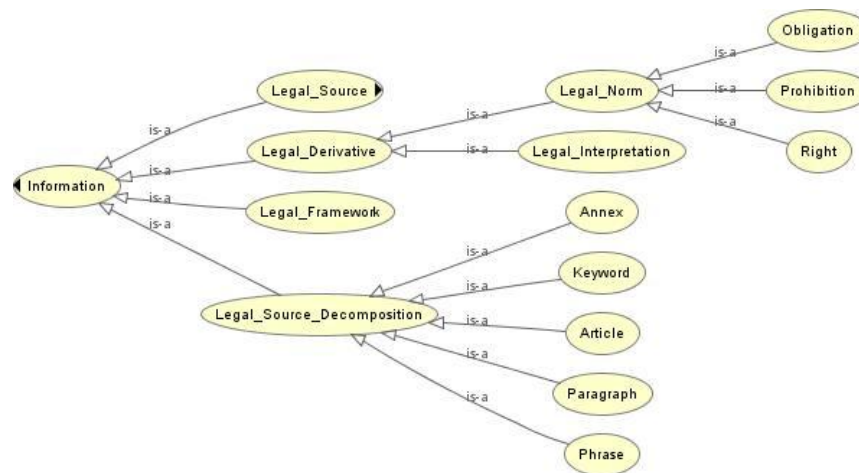 Obligation
is-a
Legal_Source
Legal_Norm
is-a
Prohibition
is-a
is-a
is-a
Right
Legal_Derivative
is-a
Legal_Interpretation
is-a
Information
is-a
Legal_Framework
is-a
Annex
is-a
Keyword
is-a
Legal_Source_Decomposition
is-a
Article
is-a
Paragraph
is-a
Phrase